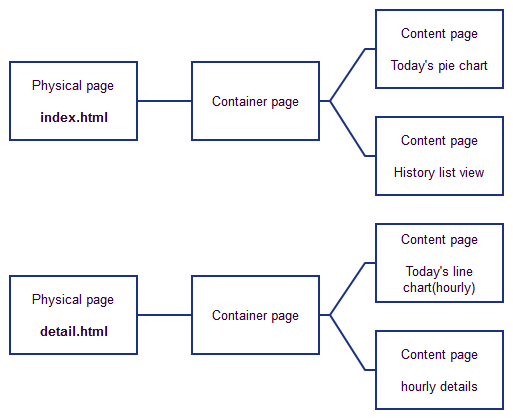 Physical page
index.html
Container page
Content page
Today's pie chart
Content page
History list view
Physical page
detail.html
Container page
Content page
Today's line
chart(hourly)
Content page
hourly details